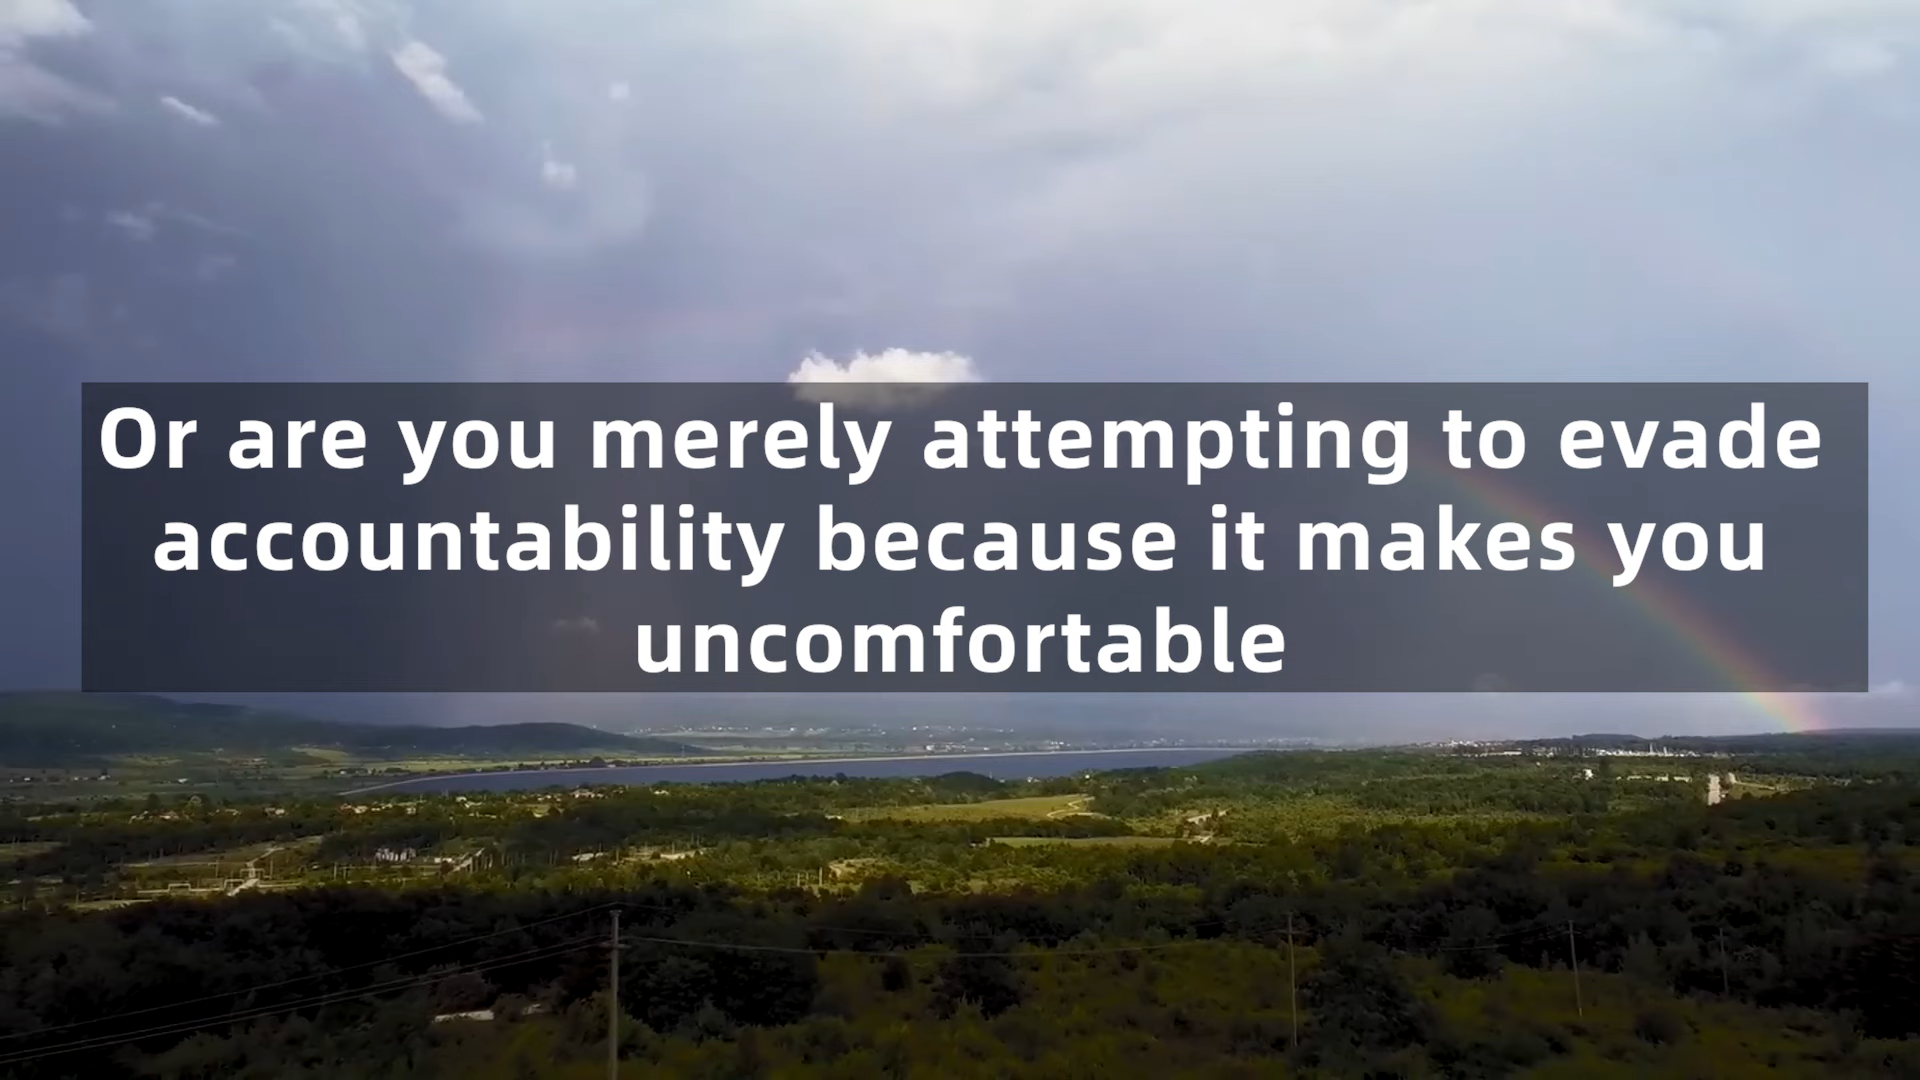 Or are you merely attempting to evade
accountability because it makes you
uncomfortable